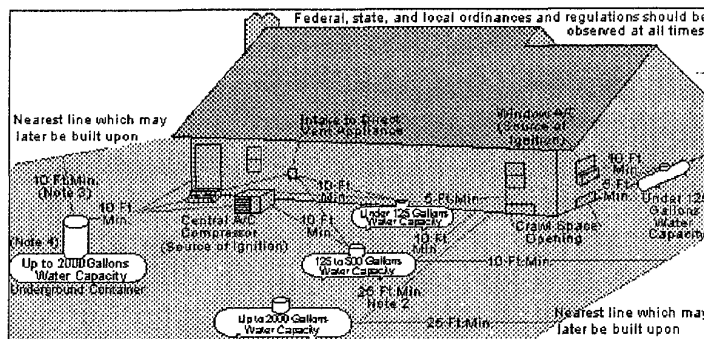 Federal, state, and local ordinances and regulations should be
observed at all times
Nearest line which may
later be built upon
Intake to Direct
Vent Appliance
Window A/C
(Source of
Ignition)
10 Ft. Min.
(Note 3)
10 Ft.
Min.
10 Ft.
Min.
5 Ft. Min.
10 Ft.
Min.
5 Ft.
Min.
Under 125
Gallons
Water
Capacity
Central A/C
Compressor
(Source of Ignition)
10 Ft.
Min.
Under 125 Gallons
Water Capacity
10 Ft.
Min.
Crawl Space
Opening
(Note 4)
Up to 2000 Gallons
Water Capacity
Underground Container
125 to 500 Gallons
Water Capacity
10 Ft. Min.
25 Ft. Min.
Note 2
Up to 2000 Gallons
Water Capacity
25 Ft. Min.
Nearest line which may
later be built upon